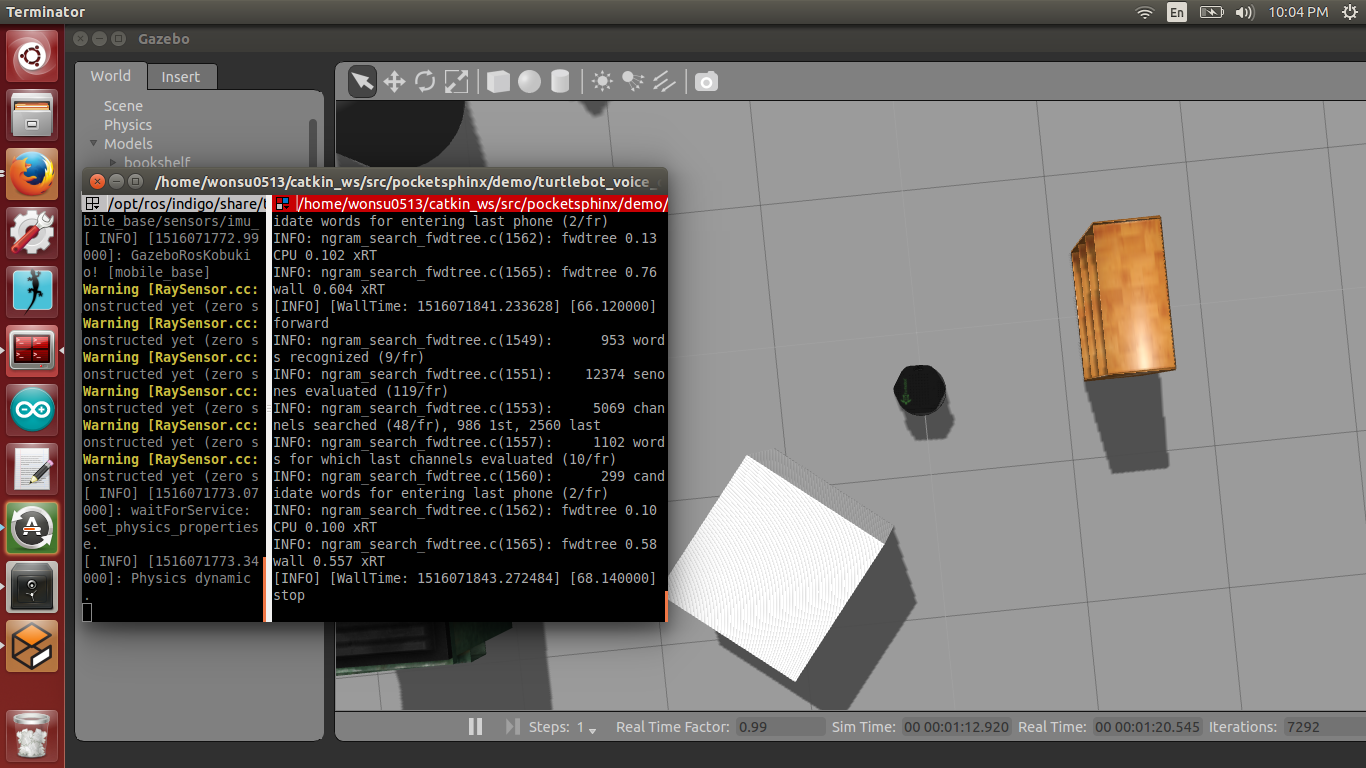 Terminator
En
10:04 PM
Gazebo
World
Insert
Scene
Physics
Models
bookshelf
/home/wonsu0513/catkin_ws/src/pocketsphinx/demo/turtlebot_voice_
/opt/ros/indigo/share/t
bile_base/sensors/imu_
[ INFO] [1516071772.99
000]: GazeboRosKobuki
o! [mobile_base]
Warning [RaySensor.cc:
onstructed yet (zero s
Warning [RaySensor.cc:
onstructed yet (zero s
Warning [RaySensor.cc:
onstructed yet (zero s
Warning [RaySensor.cc:
onstructed yet (zero s
Warning [RaySensor.cc:
onstructed yet (zero s
Warning [RaySensor.cc:
onstructed yet (zero s
[ INFO] [1516071773.07
000]: waitForService:
set_physics_properties
e.
[ INFO] [1516071773.34
000]: Physics dynamic
.
/home/wonsu0513/catkin_ws/src/pocketsphinx/demo/
idate words for entering last phone (2/fr)
INFO: ngram_search_fwdtree.c(1562): fwdtree 0.13
CPU 0.102 xRT
INFO: ngram_search_fwdtree.c(1565): fwdtree 0.76
wall 0.604 xRT
[INFO] [WallTime: 1516071841.233628] [66.120000]
forward
INFO: ngram_search_fwdtree.c(1549):      953 word
s recognized (9/fr)
INFO: ngram_search_fwdtree.c(1551):    12374 seno
nes evaluated (119/fr)
INFO: ngram_search_fwdtree.c(1553):     5069 chan
nels searched (48/fr), 986 1st, 2560 last
INFO: ngram_search_fwdtree.c(1557):     1102 word
s for which last channels evaluated (10/fr)
INFO: ngram_search_fwdtree.c(1560):      299 cand
idate words for entering last phone (2/fr)
INFO: ngram_search_fwdtree.c(1562): fwdtree 0.10
CPU 0.100 xRT
INFO: ngram_search_fwdtree.c(1565): fwdtree 0.58
wall 0.557 xRT
[INFO] [WallTime: 1516071843.272484] [68.140000]
stop
Steps: 1
Real Time Factor: 0.99
Sim Time: 00 00:01:12.920
Real Time: 00 00:01:20.545
Iterations: 7292